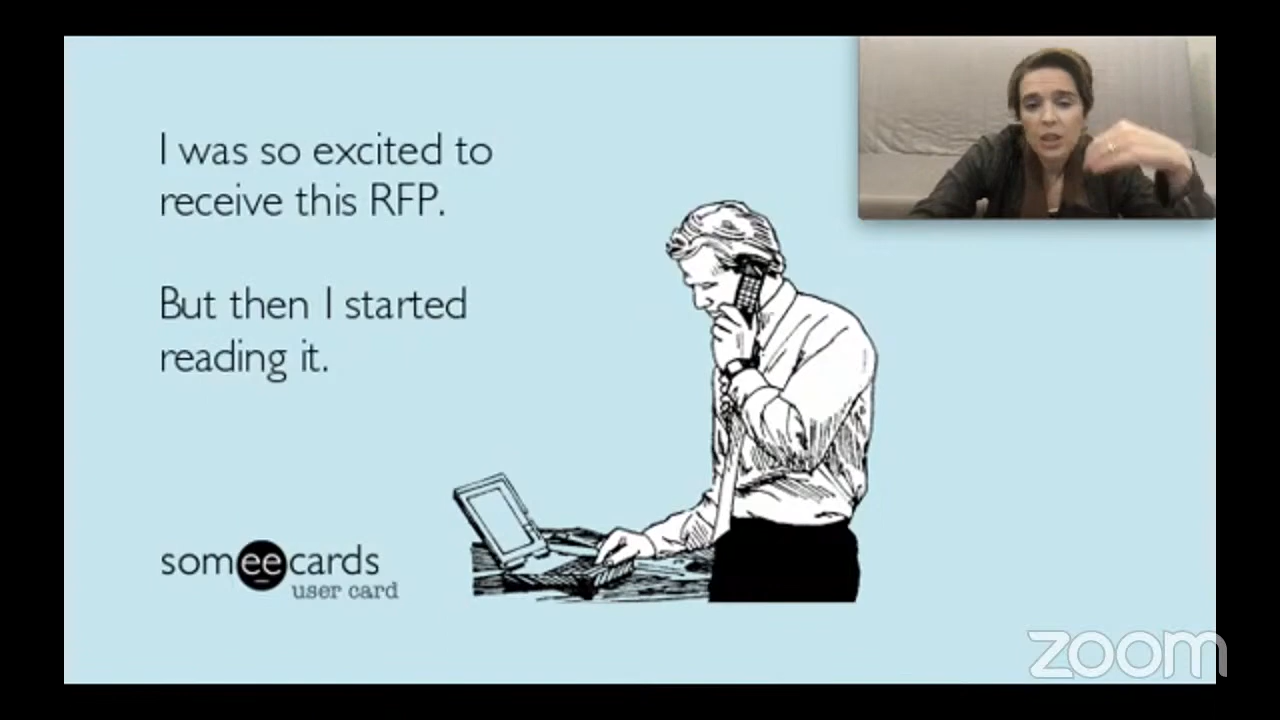 I was so excited to
receive this RFP.
But then I started
reading it.
someecards
user card
zoom